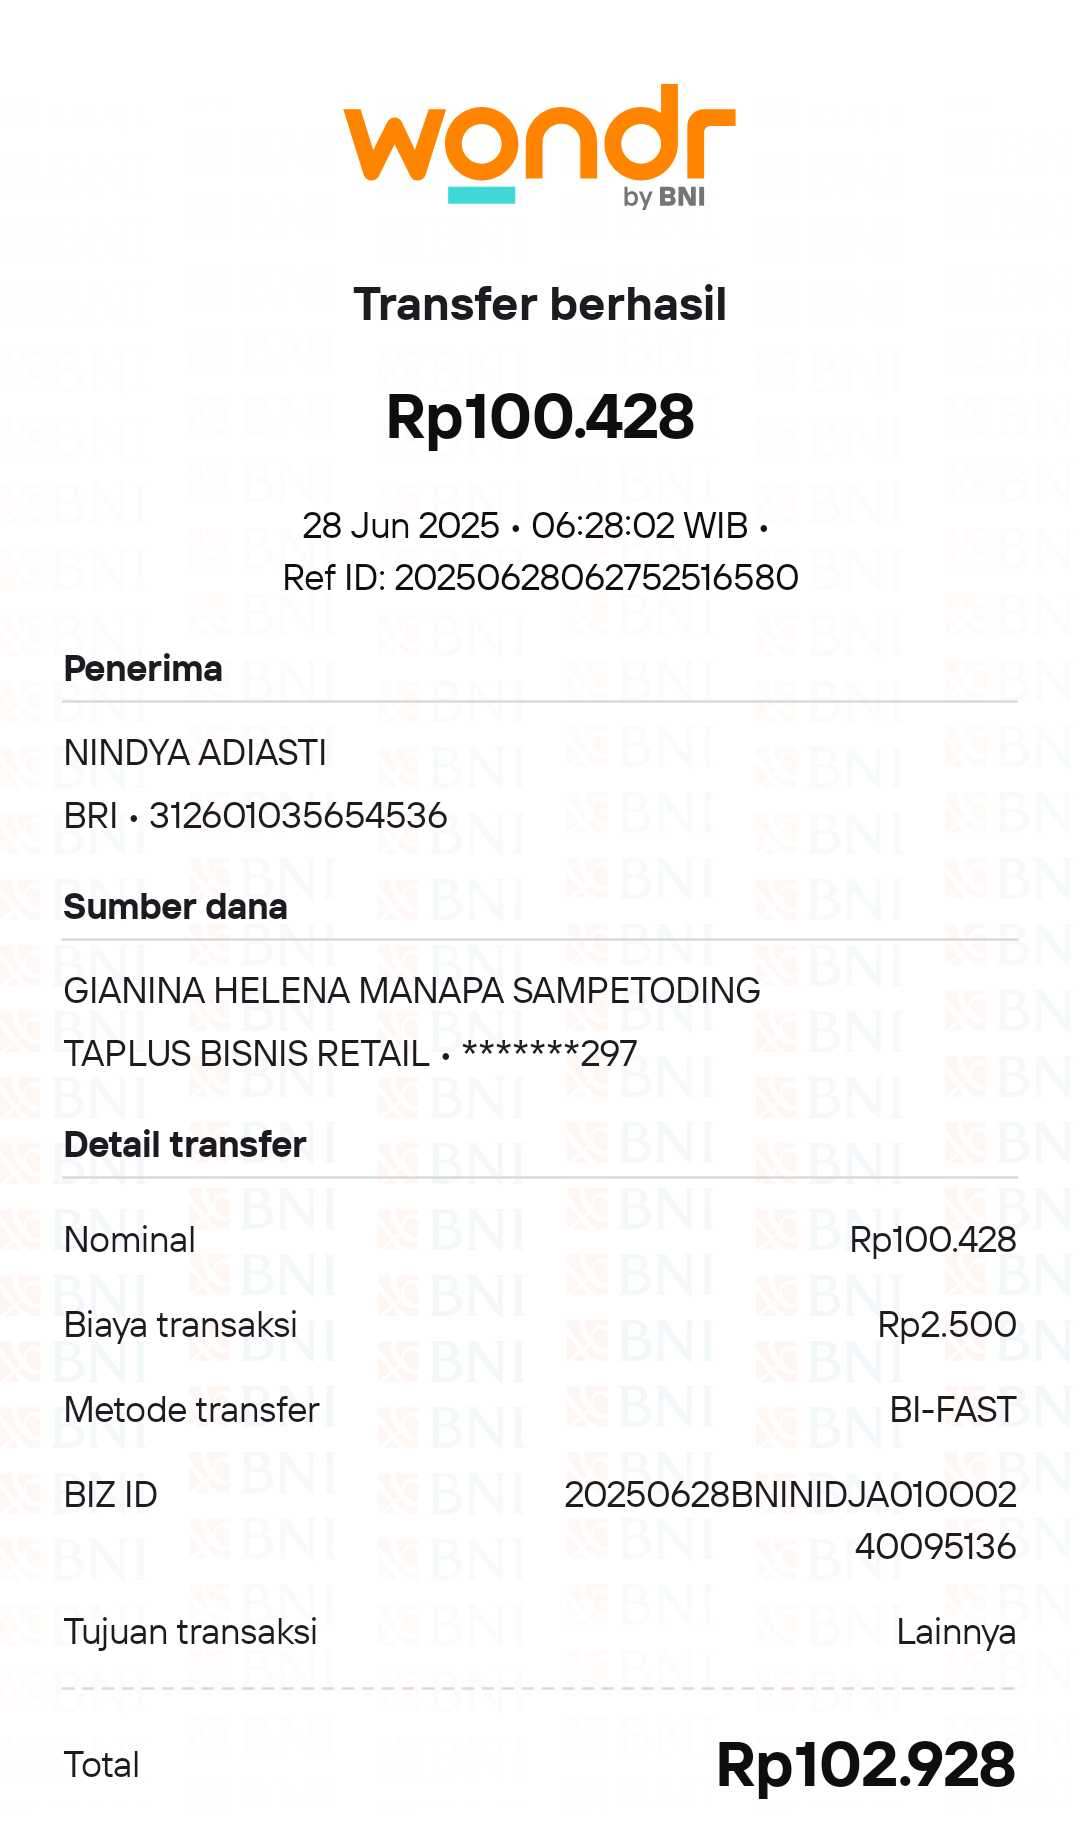 wondr
by BNI
Transfer berhasil
Rp100.428
28 Jun 2025 • 06:28:02 WIB •
Ref ID: 20250628062752516580
Penerima
NINDYA ADIASTI
BRI • 312601035654536
Sumber dana
GIANINA HELENA MANAPA SAMPETODING
TAPLUS BISNIS RETAIL • *******297
Detail transfer
Nominal Rp100.428
Biaya transaksi Rp2.500
Metode transfer BI-FAST
BIZ ID 20250628BNINIDJA010O02
40095136
Tujuan transaksi Lainnya
Total Rp102.928